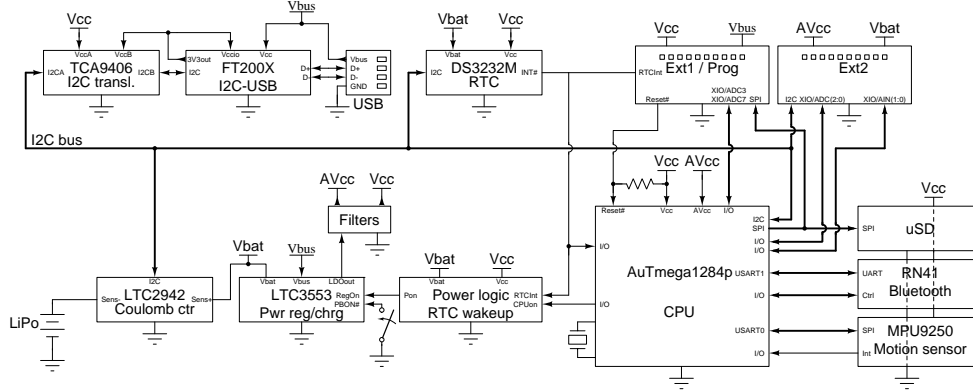 Vcc
Vbus
Vbat
Vcc
Vcc
Vbus
AVcc
Vbat
VccA
VccB
I2CA
I2CB
TCA9406
I2C transl.
Vccio
Vcc
3V3out
I2C
D+
D-
FT200X
I2C-USB
Vbus
D+
D-
GND
USB
Vbat
Vcc
I2C
INT#
DS3232M
RTC
RTCInt
Ext1 / Prog
XIO/ADC3
Reset#
XIO/ADC7
SPI
Ext2
I2C
XIO/ADC(2:0)
XIO/AIN(1:0)
I2C bus
Vcc
AVcc
AVcc
Vcc
Filters
Vcc
Reset#
Vcc
AVcc
I/O
I2C
SPI
I/O
I/O
I/O
AuTmega1284p
CPU
USART1
I/O
I/O
USART0
I/O
SPI
uSD
UART
Ctrl
RN41
Bluetooth
SPI
Int
MPU9250
Motion sensor
Vbat
Vbus
Vbat
Vcc
LiPo
I2C
Sens-
Sens+
LTC2942
Coulomb ctr
Vbat
Vbus
LDOout
LTC3553
Pwr reg/chrg
RegOn
PBON#
Pon
Vbat
Vcc
Power logic
RTC wakeup
RTCInt
CPUon